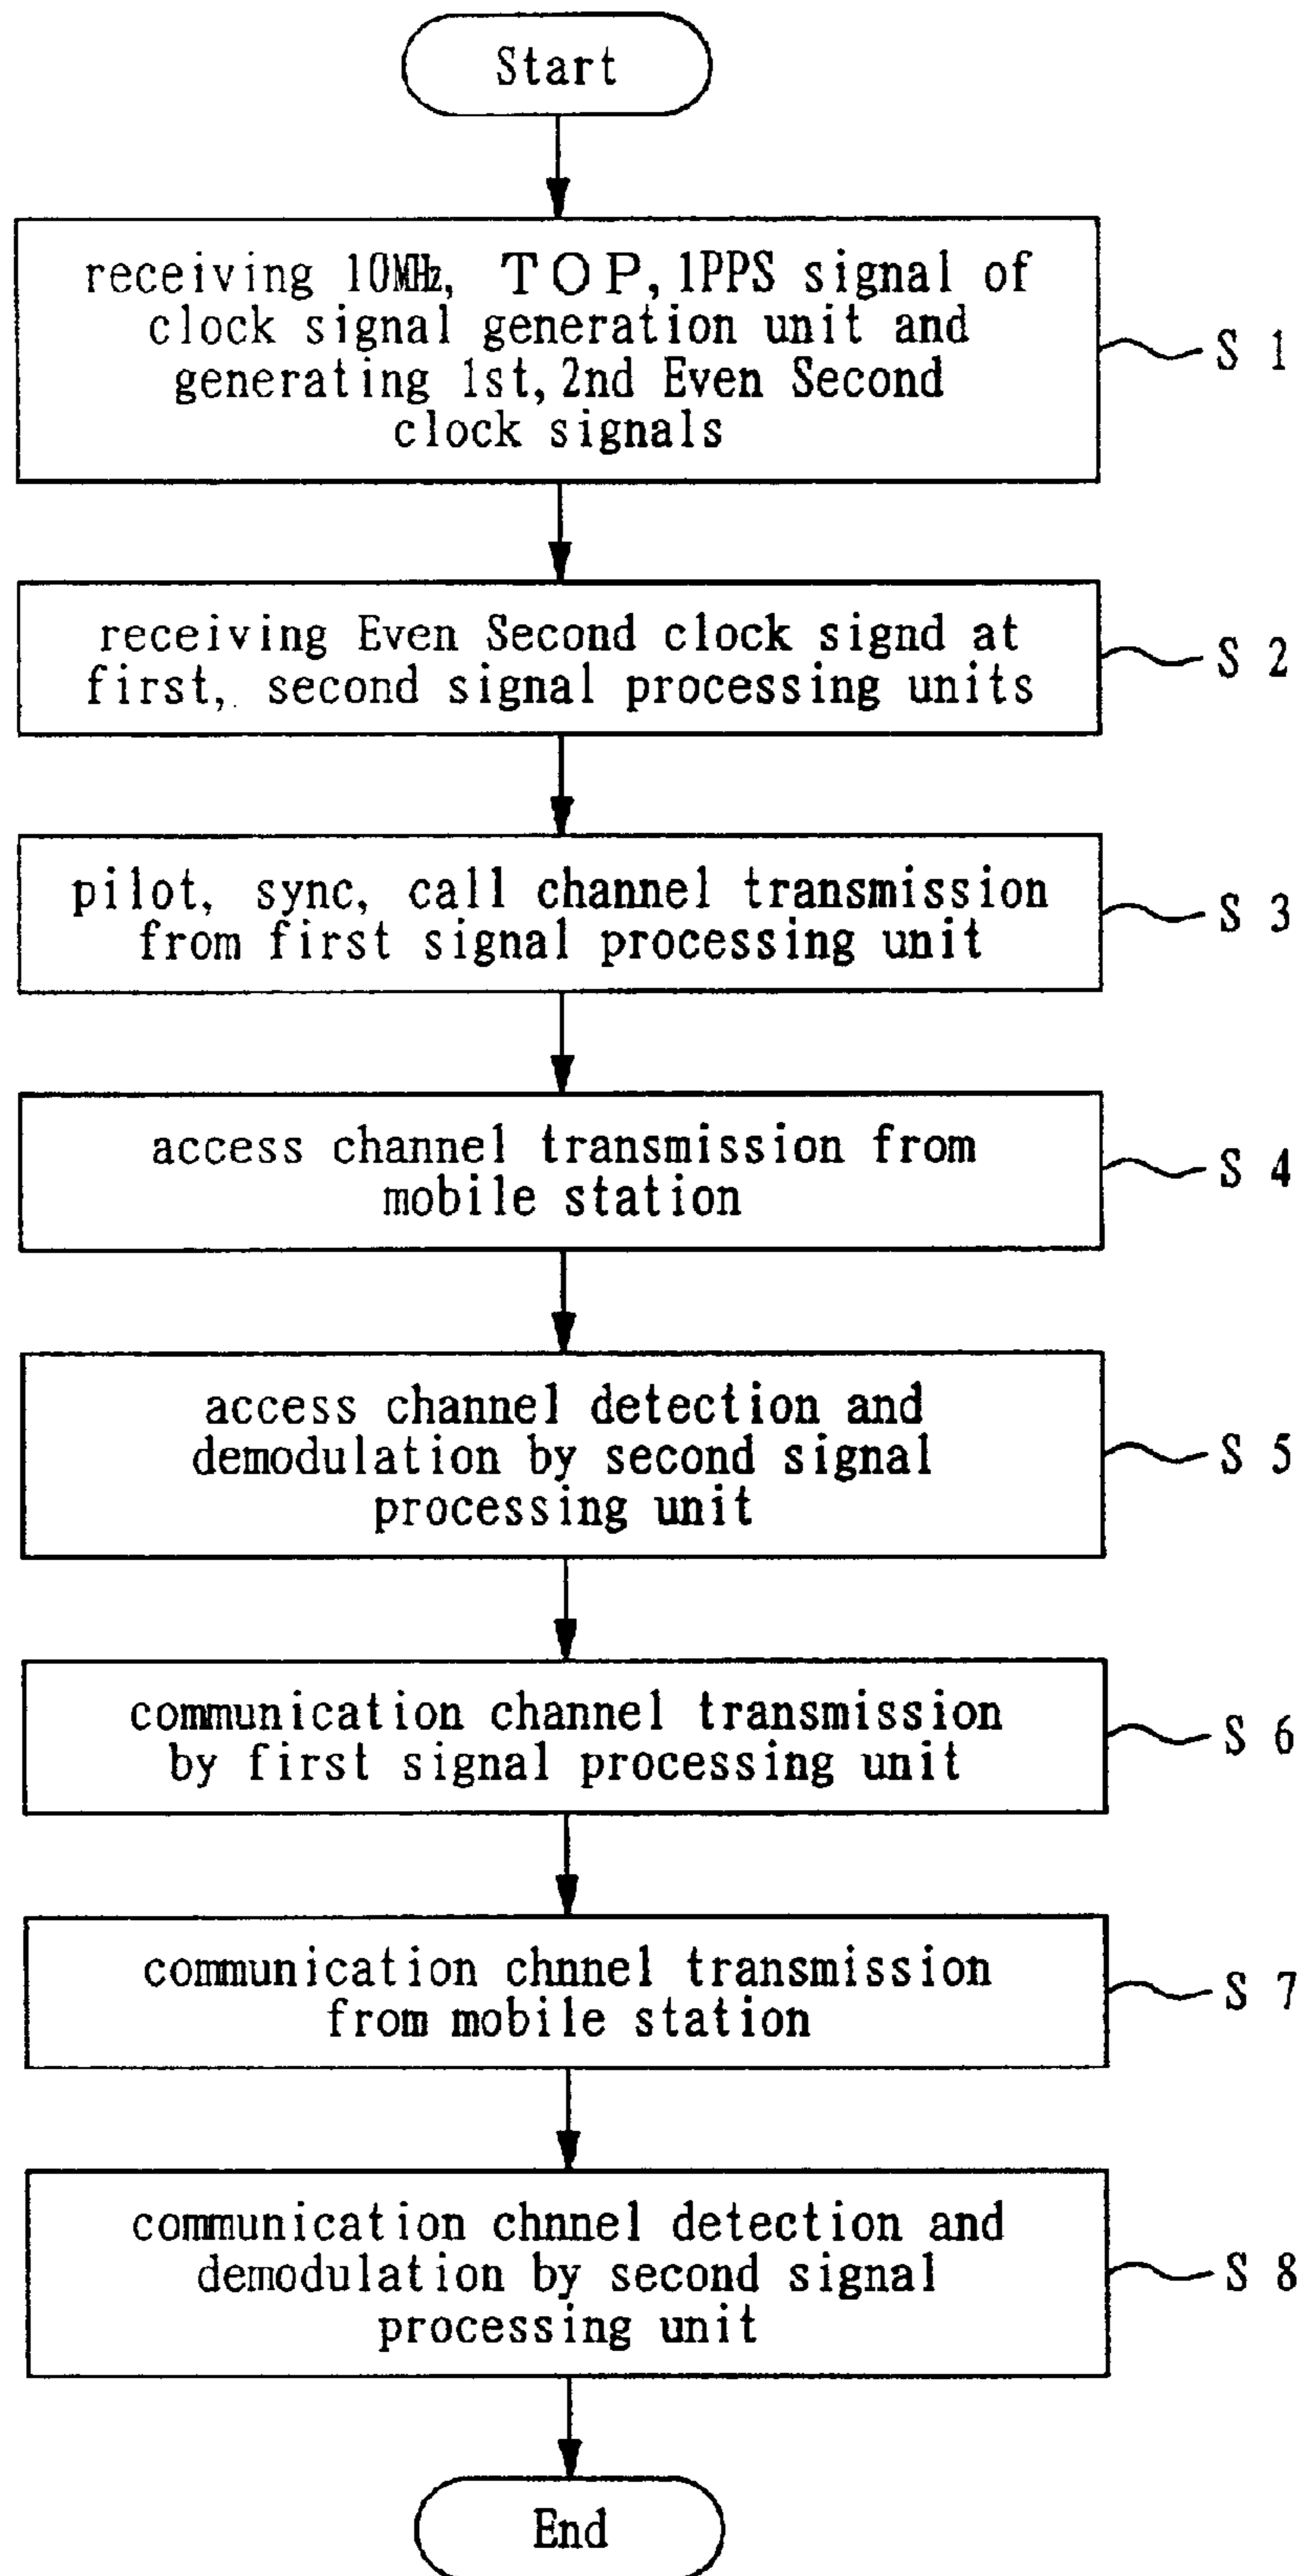 Start
receiving 10MHz, TOP, 1PPS signal of
clock signal generation unit and
generating 1st, 2nd Even Second
clock signals
S 1
receiving Even Second clock signd at
first, second signal processing units
S 2
pilot, sync, call channel transmission
from first signal processing unit
S 3
access channel transmission from
mobile station
S 4
access channel detection and
demodulation by second signal
processing unit
S 5
communication channel transmission
by first signal processing unit
S 6
communication chnnel transmission
from mobile station
S 7
communication chnnel detection and
demodulation by second signal
processing unit
S 8
End